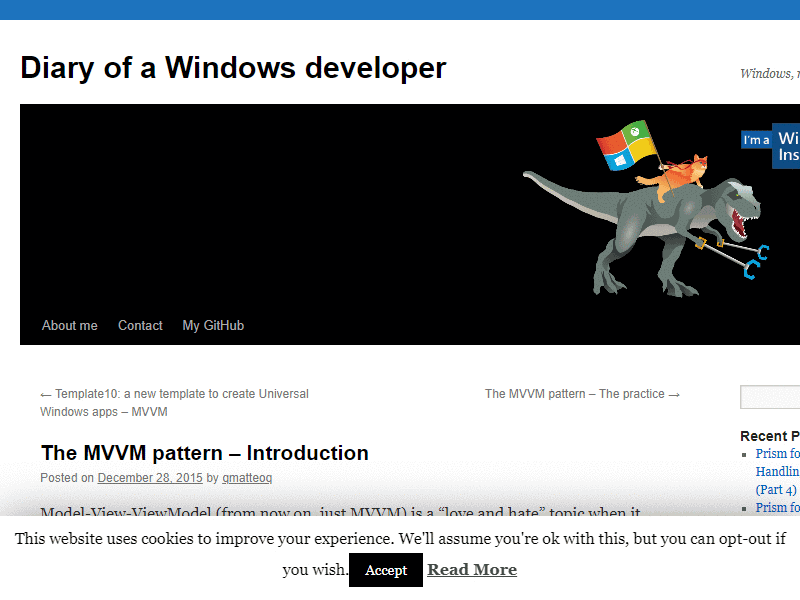 Diary of a Windows developer
Windows,
I'm a
Wi
Ins
About me Contact My GitHub
← Template10: a new template to create Universal
Windows apps – MVVM
The MVVM pattern – The practice →
The MVVM pattern – Introduction
Posted on December 28, 2015 by qmatteoq
Model-View-ViewModel (from now on, just MVVM) is a “love and hate” topic when it
Recent P
Prism fo
Handlin
(Part 4)
Prism fo
This website uses cookies to improve your experience. We'll assume you're ok with this, but you can opt-out if
you wish. Accept Read More